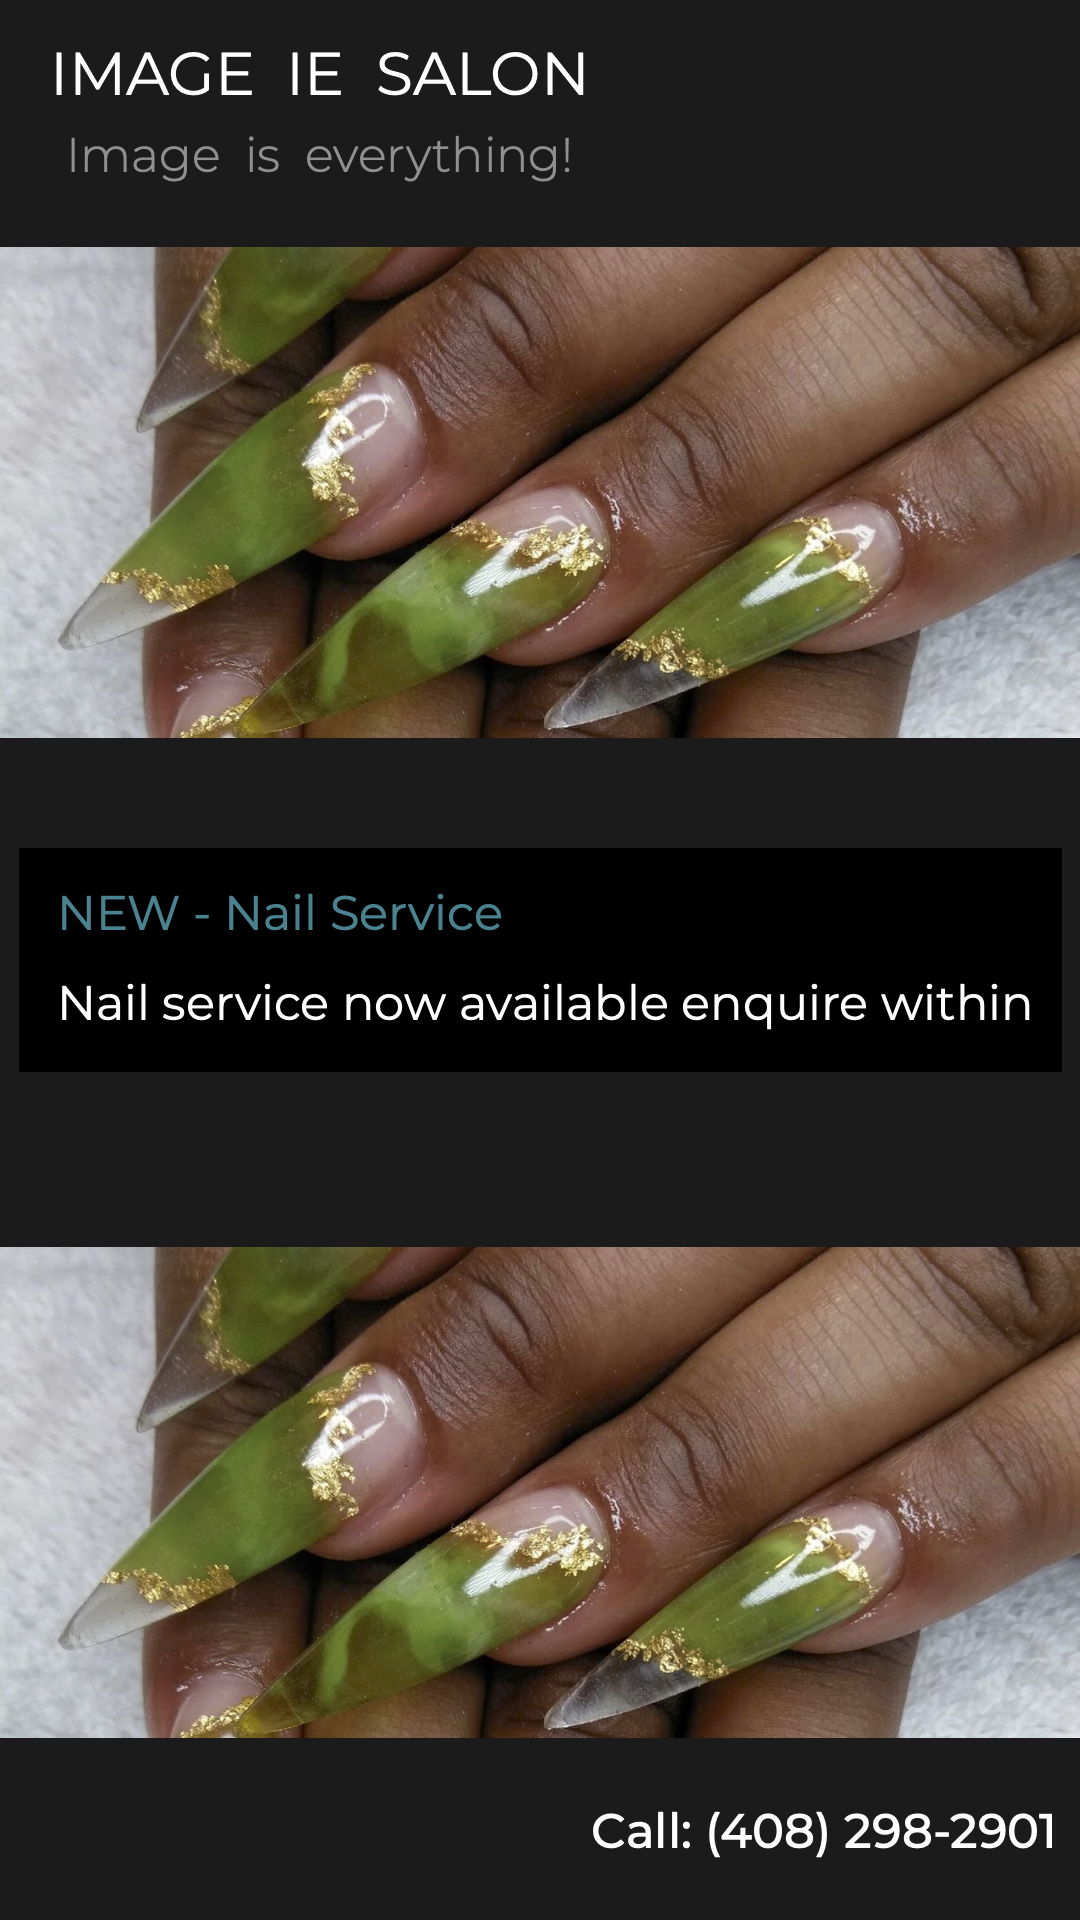 IMAGE IE SALON
Image is everything!
NEW - Nail Service
Nail service now available enquire within
Call: (408) 298-2901